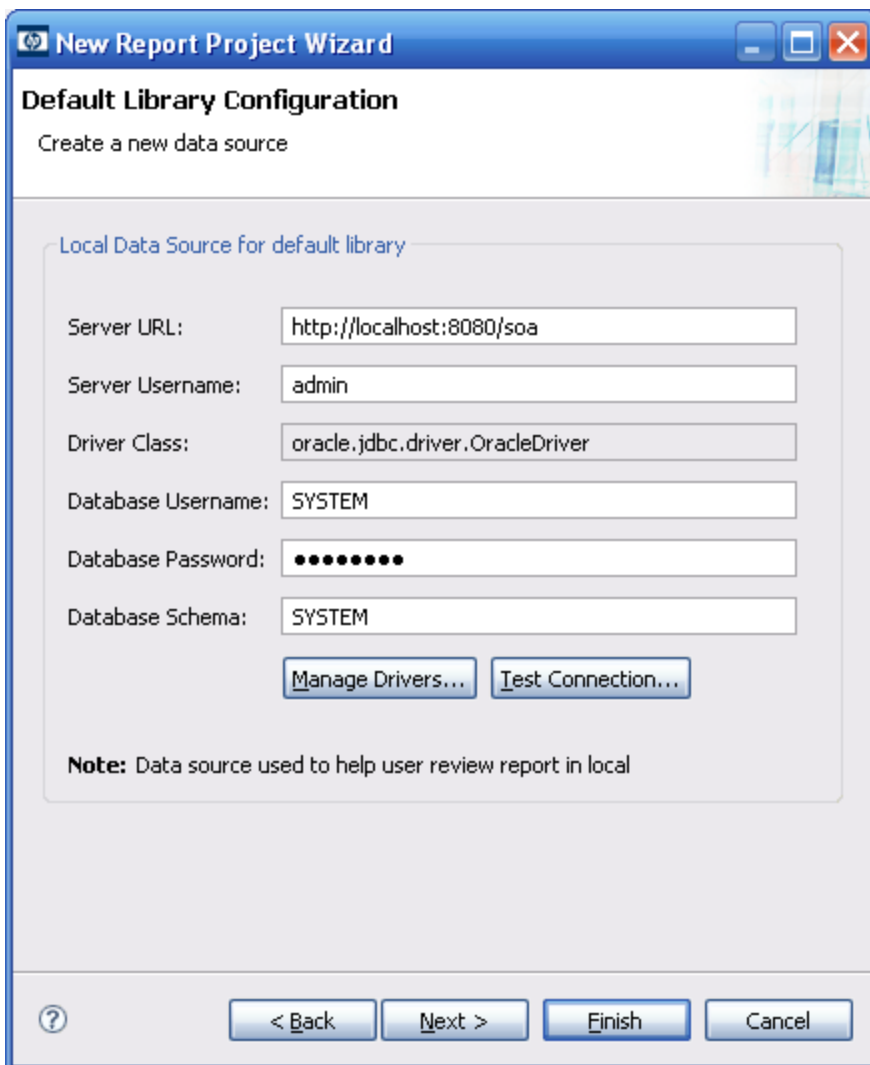 New Report Project Wizard
Default Library Configuration
Create a new data source
Local Data Source for default library
Server URL: http://localhost:8080/soa
Server Username: admin
Driver Class: oracle.jdbc.driver.OracleDriver
Database Username: SYSTEM
Database Password: ●●●●●●●●
Database Schema: SYSTEM
Manage Drivers... Test Connection...
Note: Data source used to help user review report in local
? < Back Next > Finish Cancel